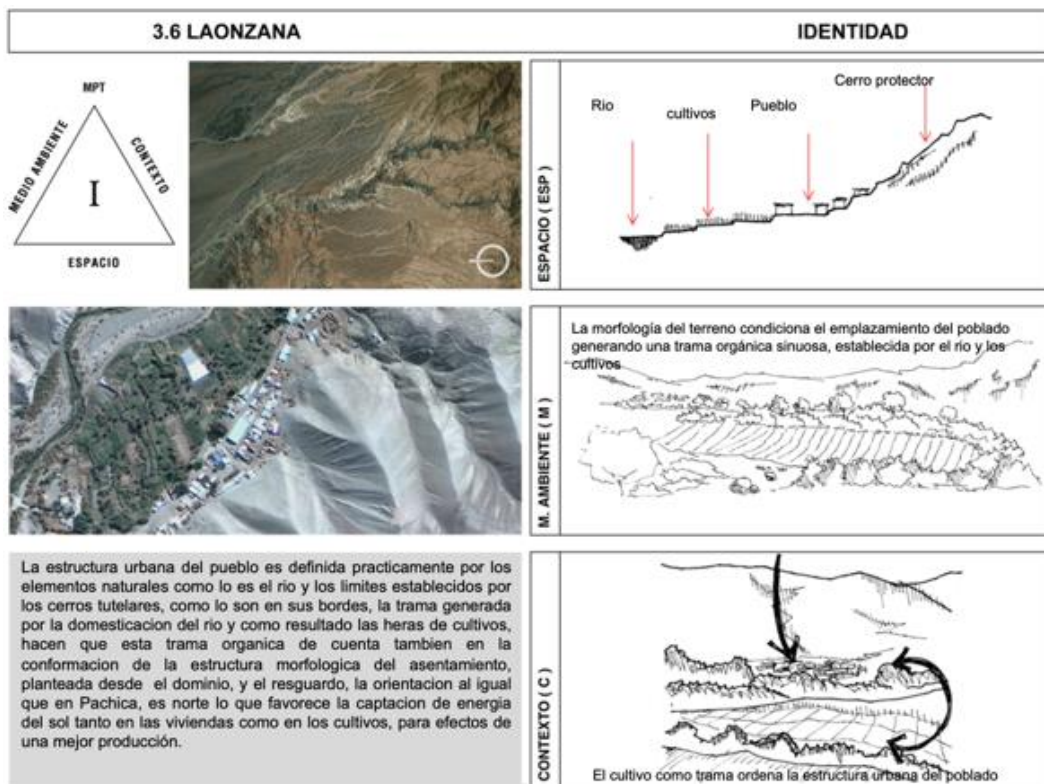 3.6 LAONZANA
IDENTIDAD
MPT
MEDIO AMBIENTE
CONTEXTO
I
ESPACIO
ESPACIO ( ESP )
Rio
cultivos
Pueblo
Cerro protector
M. AMBIENTE ( M )
La morfología del terreno condiciona el emplazamiento del poblado
generando una trama orgánica sinuosa, establecida por el rio y los
cultivos
La estructura urbana del pueblo es definida practicamente por los
elementos naturales como lo es el rio y los limites establecidos por
los cerros tutelares, como lo son en sus bordes, la trama generada
por la domesticacion del rio y como resultado las heras de cultivos,
hacen que esta trama organica de cuenta tambien en la
conformacion de la estructura morfologica del asentamiento,
planteada desde el dominio, y el resguardo, la orientacion al igual
que en Pachica, es norte lo que favorece la captacion de energia
del sol tanto en las viviendas como en los cultivos, para efectos de
una mejor producción.
CONTEXTO ( C )
El cultivo como trama ordena la estructura urbana del poblado